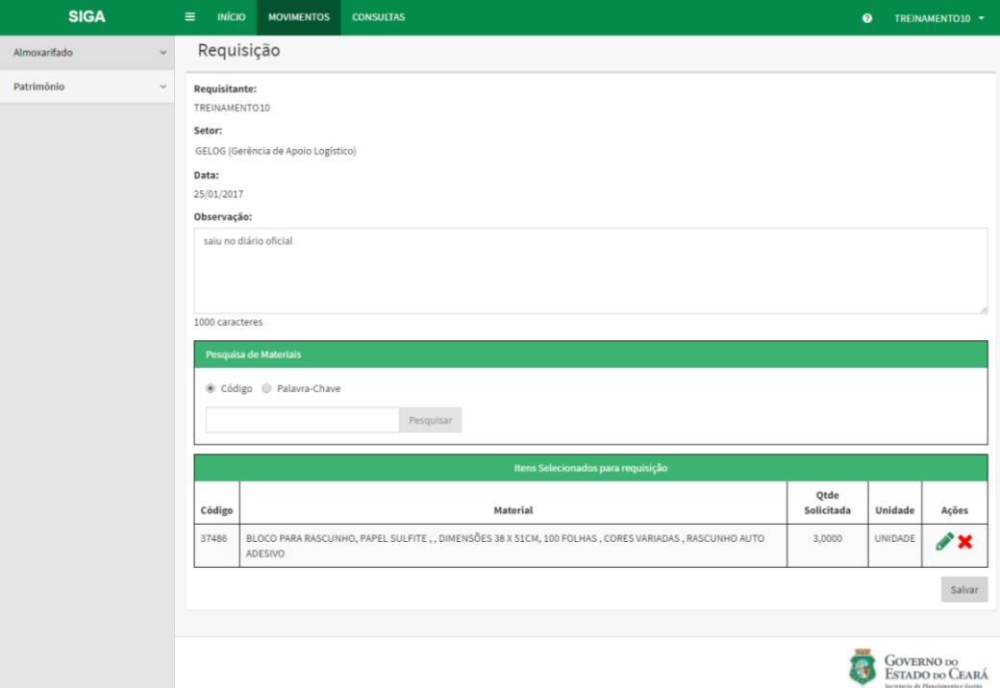 SIGA
INÍCIO
MOVIMENTOS
CONSULTAS
TREINAMENTO10
Almoxarifado
Patrimônio
Requisição
Requisitante:
TREINAMENTO10
Setor:
GELOG (Gerência de Apoio Logístico)
Data:
25/01/2017
Observação:
saiu no diário oficial
1000 caracteres
Pesquisa de Materiais
Código
Palavra-Chave
Pesquisar
Itens Selecionados para requisição
Código
Material
Qtde
Solicitada
Unidade
Ações
37486
BLOCO PARA RASCUNHO, PAPEL SULFITE , , DIMENSÕES 38 X 51CM, 100 FOLHAS , CORES VARIADAS , RASCUNHO AUTO
ADESIVO
3,0000
UNIDADE
Salvar
GOVERNO DO
ESTADO DO CEARÁ
Secretaria do Planejamento e Gestão